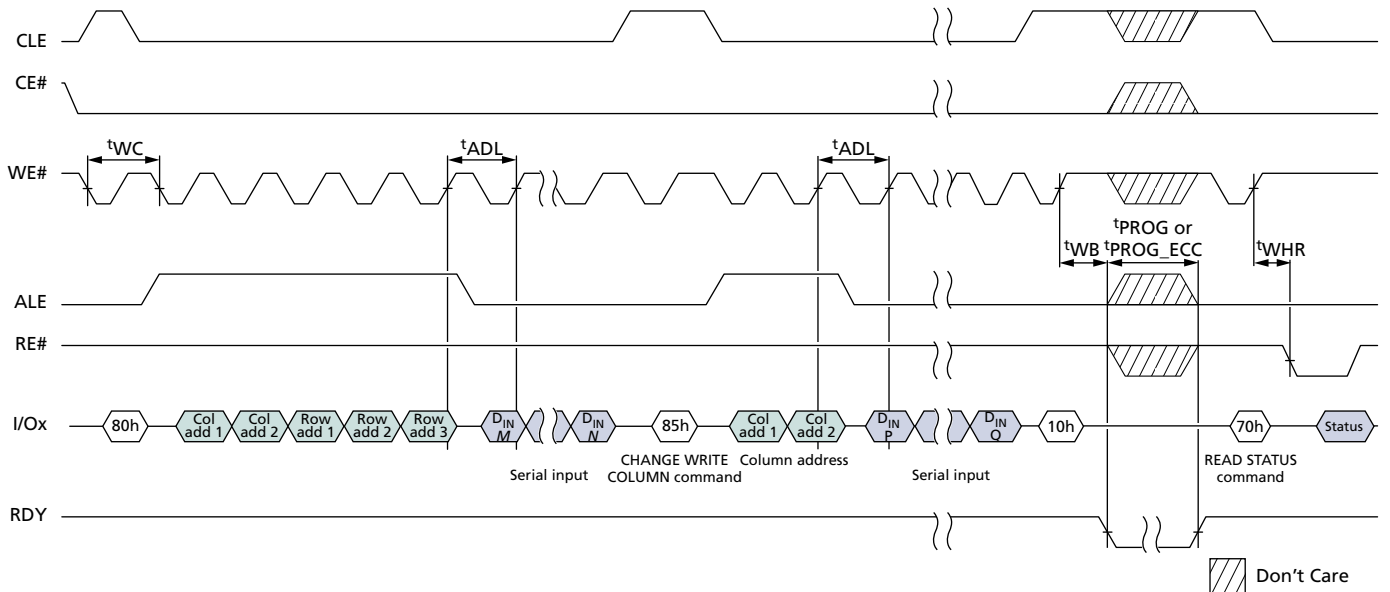 CLE
CE#
tWC
tADL
tADL
WE#
tPROG or
tWB tPROG_ECC tWHR
ALE
RE#
I/Ox
80h
Col add 1
Col add 2
Row add 1
Row add 2
Row add 3
DIN M
DIN N
85h
Col add 1
Col add 2
DIN P
DIN Q
10h
70h
Status
Serial input
CHANGE WRITE COLUMN command
Column address
Serial input
READ STATUS command
RDY
Don't Care